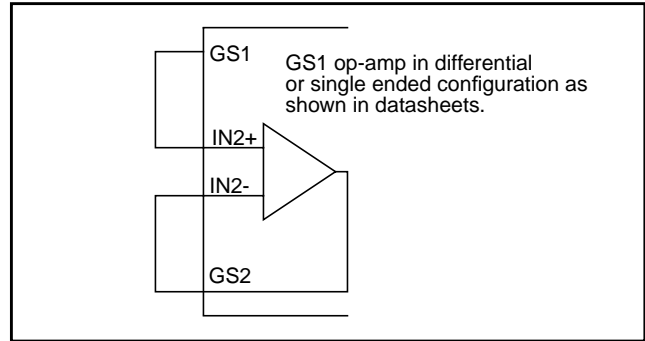 GS1
GS1 op-amp in differential
or single ended configuration as
shown in datasheets.
IN2+
IN2-
GS2